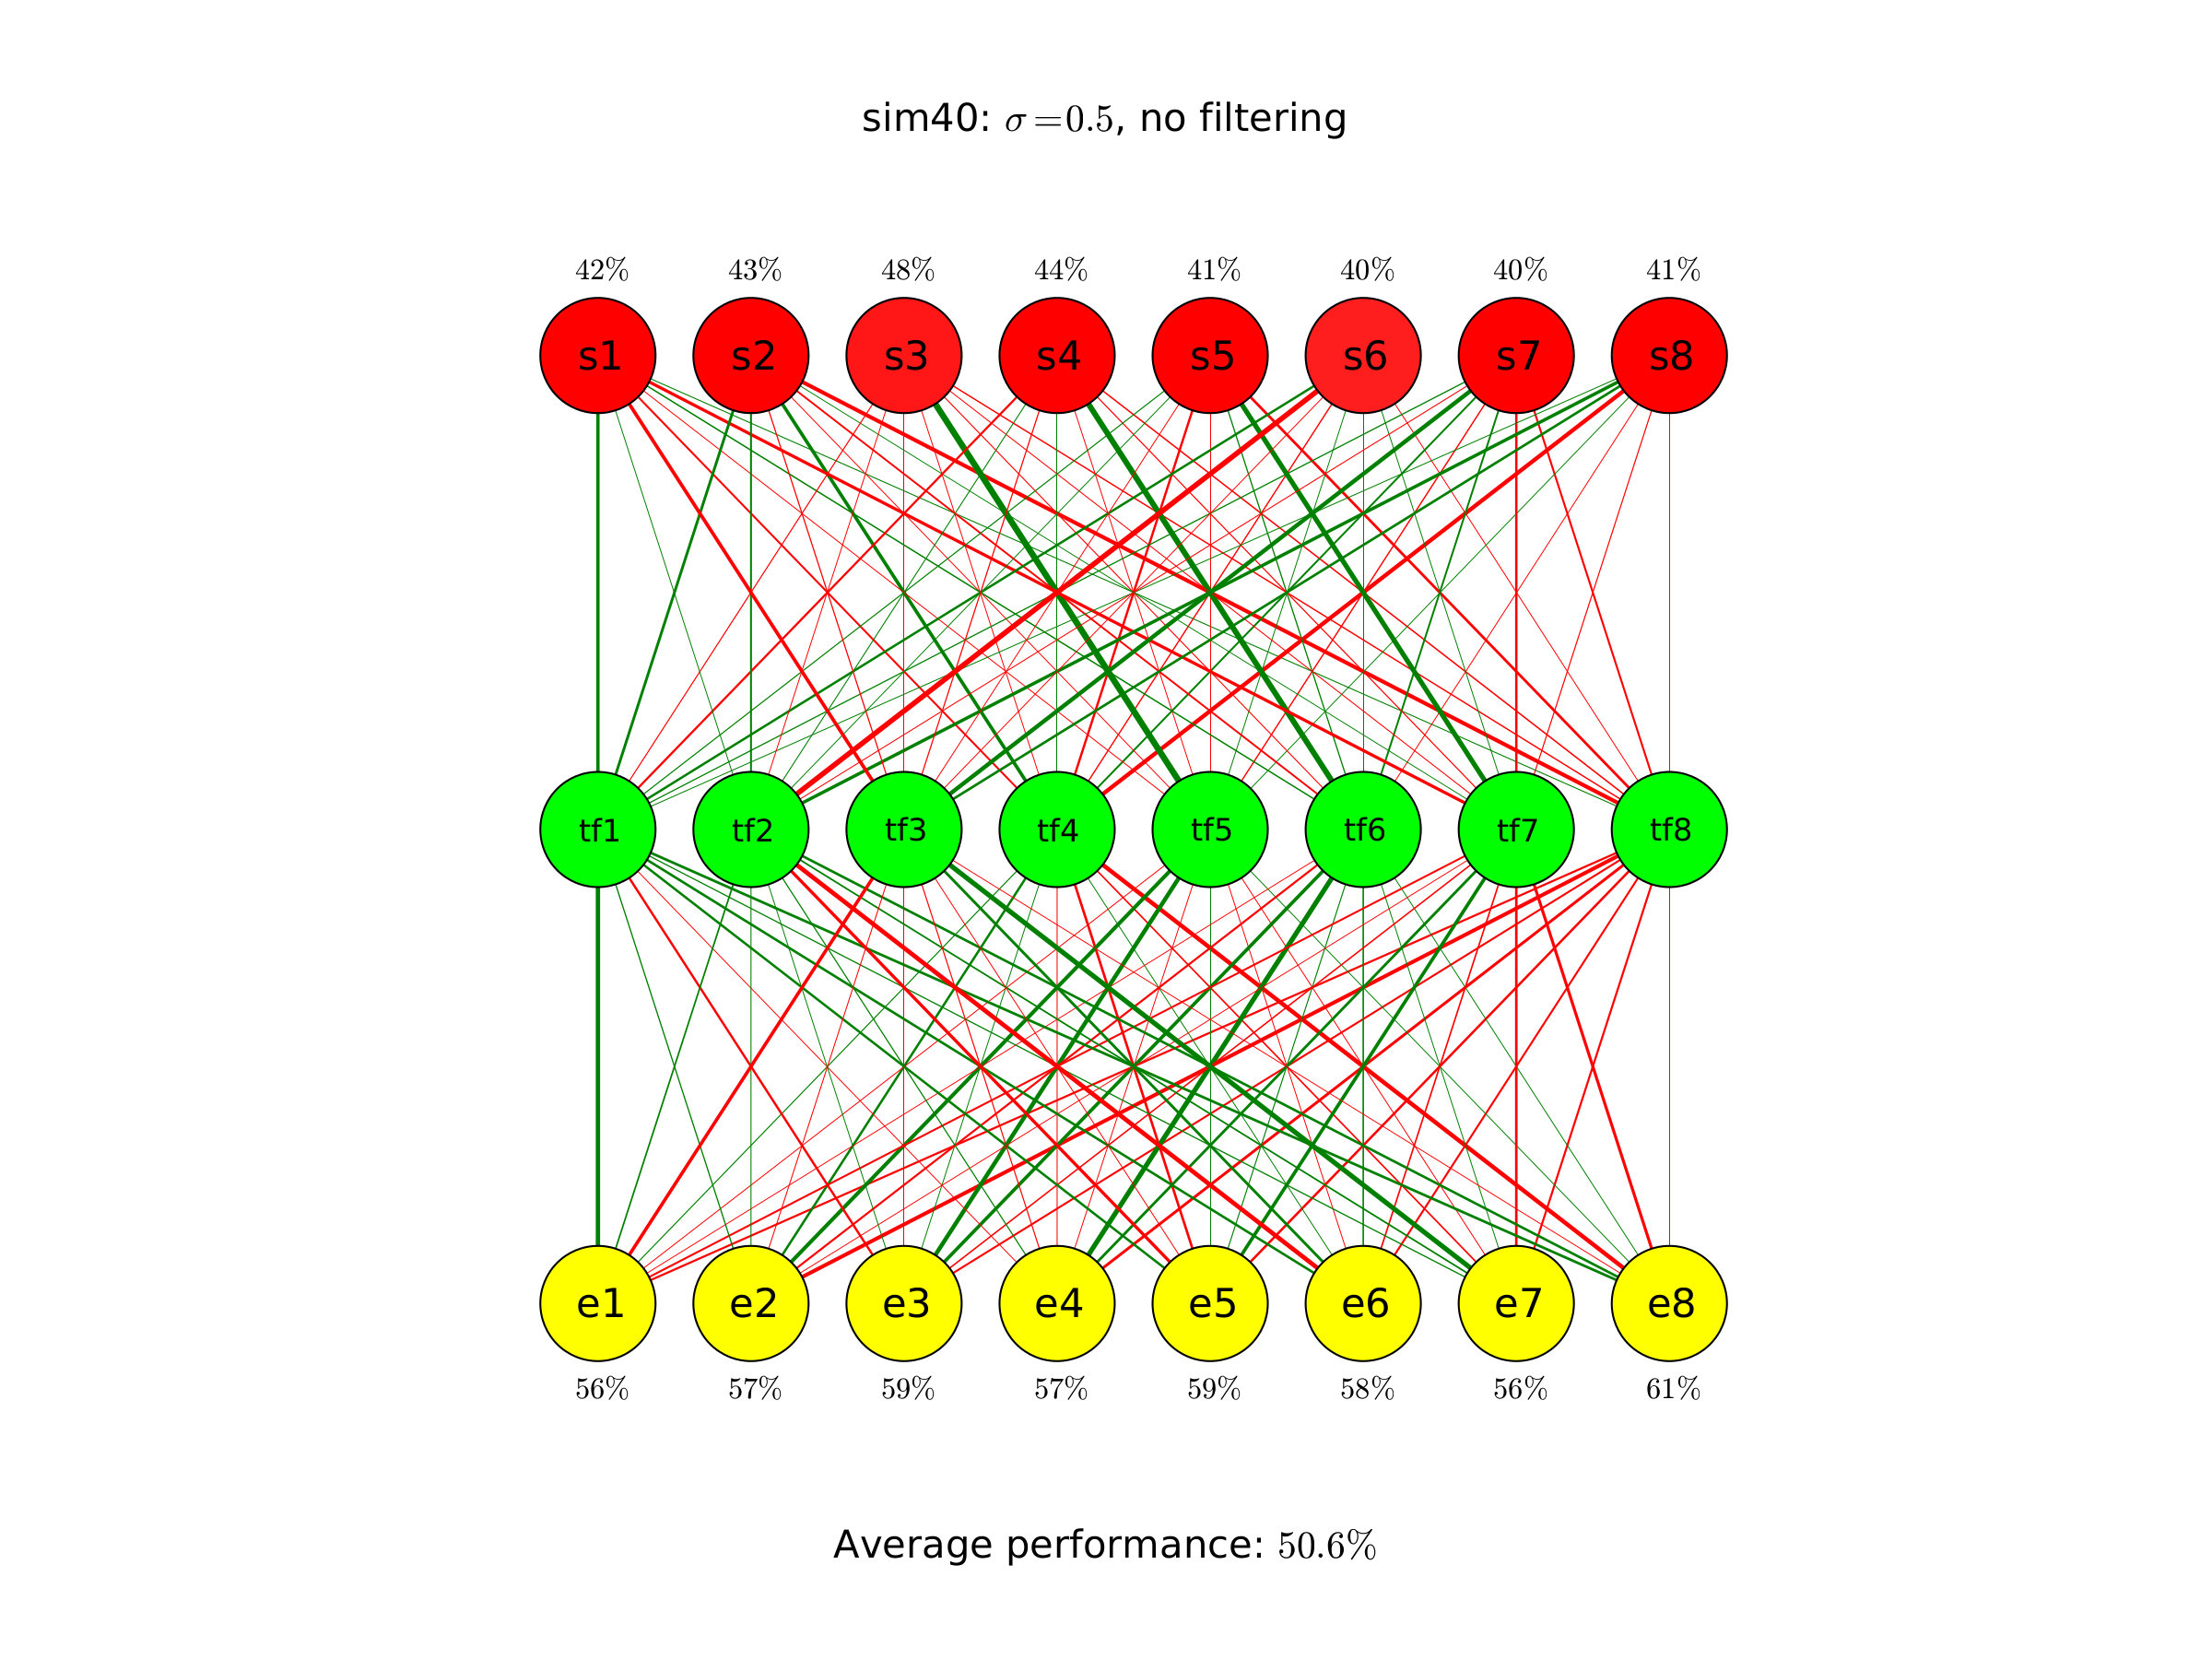 sim40: σ=0.5, no filtering
42% 43% 48% 44% 41% 40% 40% 41%
s1 s2 s3 s4 s5 s6 s7 s8
tf1 tf2 tf3 tf4 tf5 tf6 tf7 tf8
e1 e2 e3 e4 e5 e6 e7 e8
56% 57% 59% 57% 59% 58% 56% 61%
Average performance: 50.6%